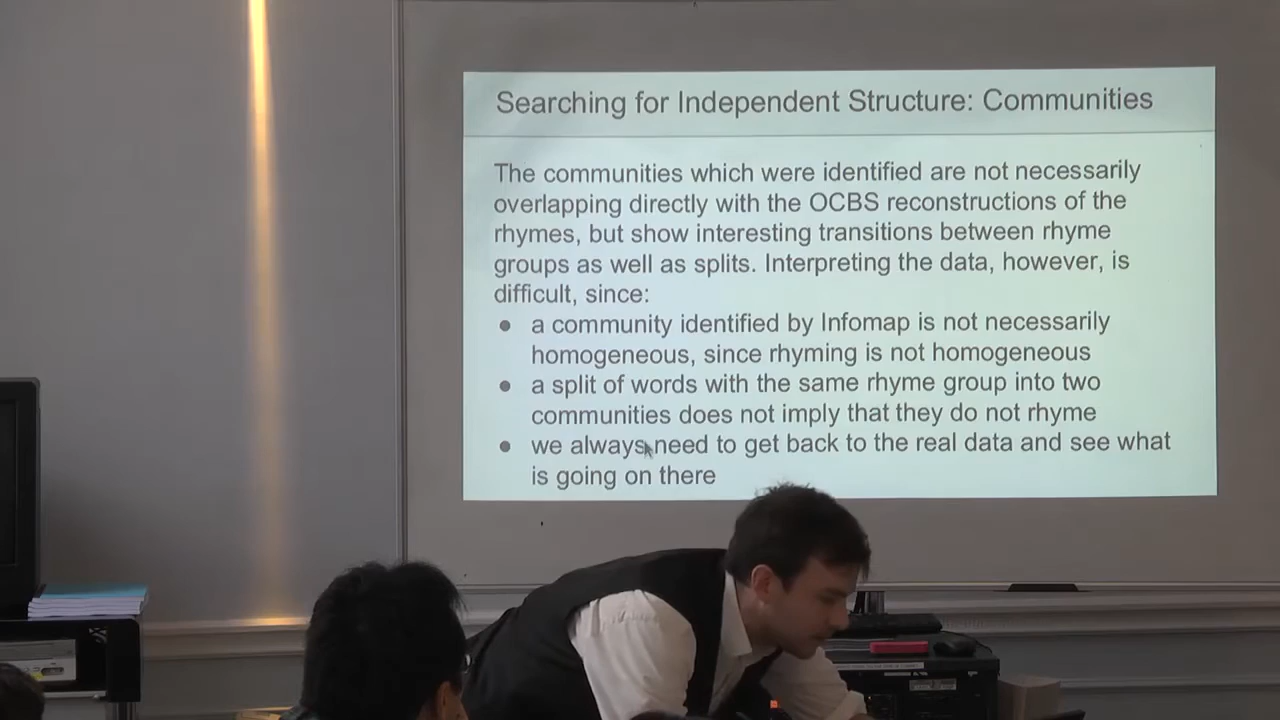 Searching for Independent Structure: Communities
The communities which were identified are not necessarily
overlapping directly with the OCBS reconstructions of the
rhymes, but show interesting transitions between rhyme
groups as well as splits. Interpreting the data, however, is
difficult, since:
● a community identified by Infomap is not necessarily
homogeneous, since rhyming is not homogeneous
● a split of words with the same rhyme group into two
communities does not imply that they do not rhyme
● we always need to get back to the real data and see what
is going on there